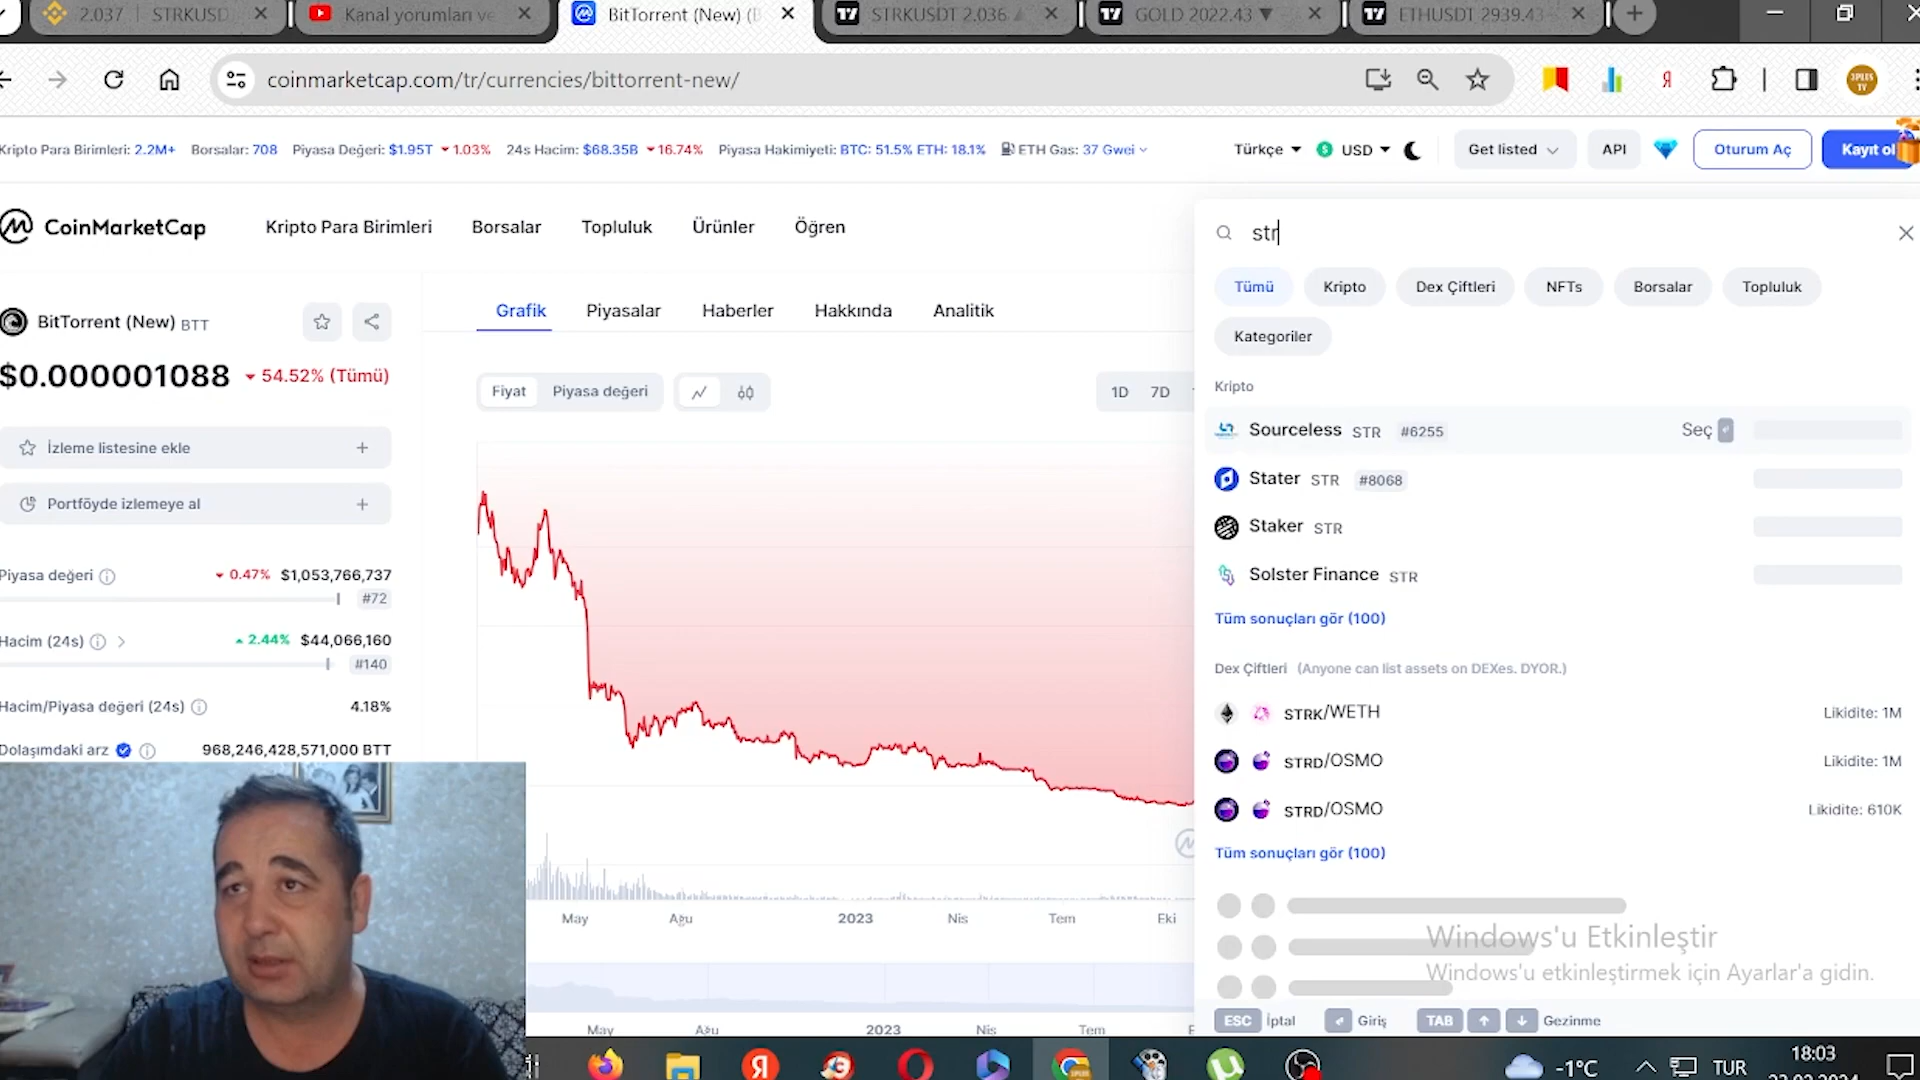 2.037 | STRKUSD
Kanal yorumları ve
BitTorrent (New) (B
STRKUSDT 2.036
GOLD 2022.43 ▼
ETHUSDT 2939.43
coinmarketcap.com/tr/currencies/bittorrent-new/
Kripto Para Birimleri: 2.2M+ Borsalar: 708 Piyasa Değeri: $1.95T 1.03% 24s Hacim: $68.35B 16.74% Piyasa Hakimiyeti: BTC: 51.5% ETH: 18.1% ETH Gas: 37 Gwei
Türkçe USD Get listed API Oturum Aç Kayıt ol
CoinMarketCap Kripto Para Birimleri Borsalar Topluluk Ürünler Öğren
str
Tümü Kripto Dex Çiftleri NFTs Borsalar Topluluk
Kategoriler
BitTorrent (New) BTT
$0.000001088 54.52% (Tümü)
İzleme listesine ekle
Portföyde izlemeye al
Piyasa değeri 0.47% $1,053,766,737
#72
Hacim (24s) 2.44% $44,066,160
#140
Hacim/Piyasa değeri (24s) 4.18%
Dolaşımdaki arz 968,246,428,571,000 BTT
Grafik Piyasalar Haberler Hakkında Analitik
Fiyat Piyasa değeri 1D 7D
May Ağu 2023 Nis Tem Eki
May Ağu 2023 Nis Tem
Kripto
Sourceless STR #6255 Seç
Stater STR #8068
Staker STR
Solster Finance STR
Tüm sonuçları gör (100)
Dex Çiftleri (Anyone can list assets on DEXes. DYOR.)
STRK/WETH Likidite: 1M
STRD/OSMO Likidite: 1M
STRD/OSMO Likidite: 610K
Tüm sonuçları gör (100)
Windows'u Etkinleştir
Windows'u etkinleştirmek için Ayarlar'a gidin.
ESC İptal Giriş TAB Gezinme
-1°C TUR 18:03